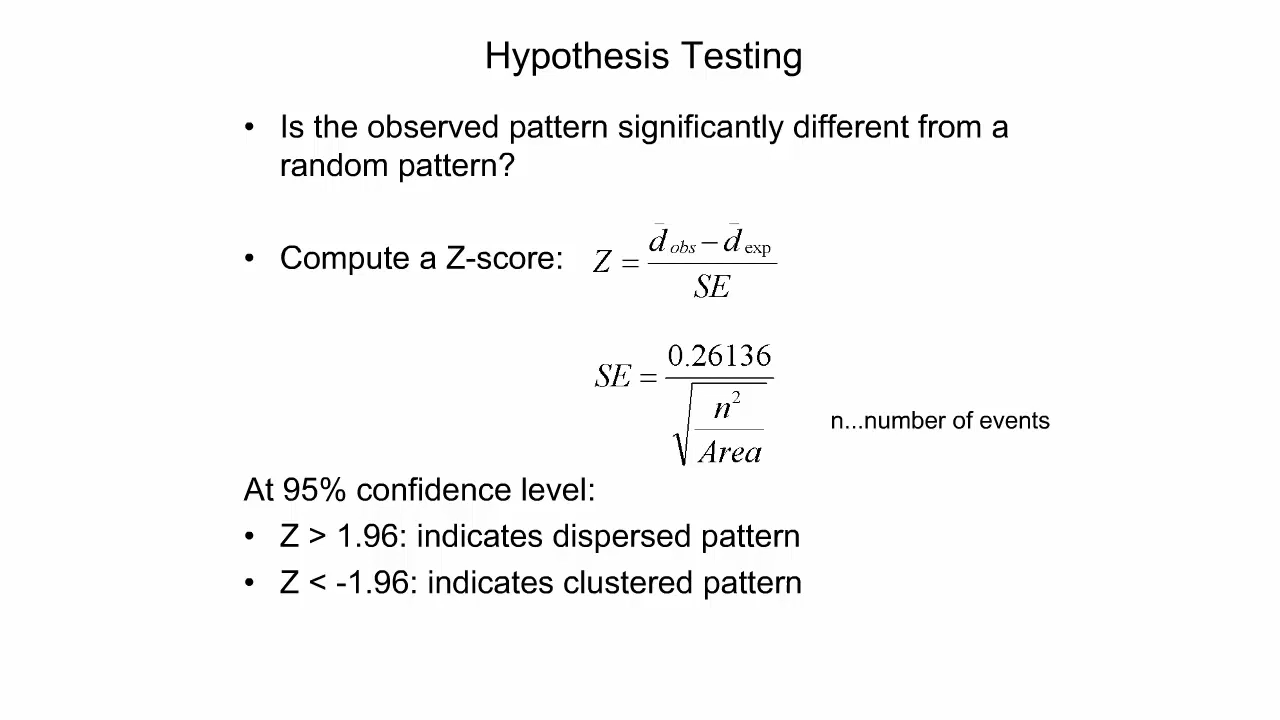 Hypothesis Testing
• Is the observed pattern significantly different from a
random pattern?
• Compute a Z-score: Z = (d̄obs − d̄exp) / SE
SE = 0.26136 / √(n² / Area)
n...number of events
At 95% confidence level:
• Z > 1.96: indicates dispersed pattern
• Z < -1.96: indicates clustered pattern